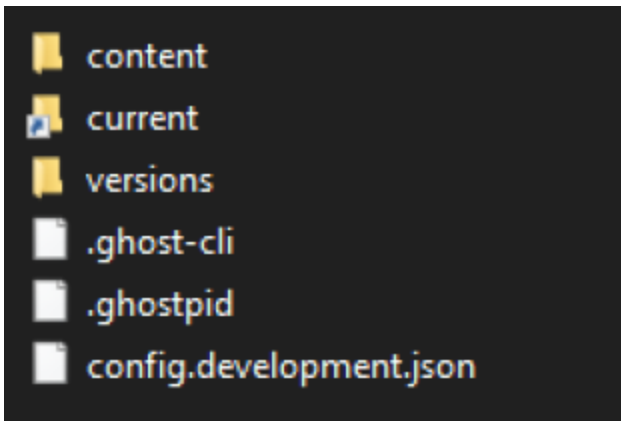 content
current
versions
.ghost-cli
.ghostpid
config.development.json